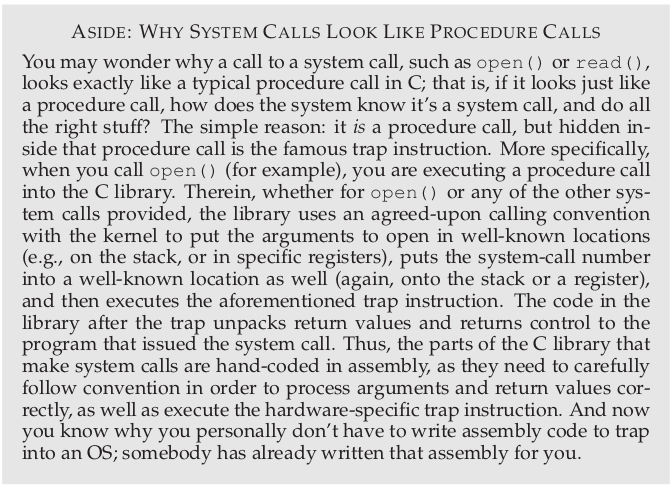 ASIDE: WHY SYSTEM CALLS LOOK LIKE PROCEDURE CALLS
You may wonder why a call to a system call, such as open() or read(),
looks exactly like a typical procedure call in C; that is, if it looks just like
a procedure call, how does the system know it's a system call, and do all
the right stuff? The simple reason: it is a procedure call, but hidden in-
side that procedure call is the famous trap instruction. More specifically,
when you call open() (for example), you are executing a procedure call
into the C library. Therein, whether for open() or any of the other sys-
tem calls provided, the library uses an agreed-upon calling convention
with the kernel to put the arguments to open in well-known locations
(e.g., on the stack, or in specific registers), puts the system-call number
into a well-known location as well (again, onto the stack or a register),
and then executes the aforementioned trap instruction. The code in the
library after the trap unpacks return values and returns control to the
program that issued the system call. Thus, the parts of the C library that
make system calls are hand-coded in assembly, as they need to carefully
follow convention in order to process arguments and return values cor-
rectly, as well as execute the hardware-specific trap instruction. And now
you know why you personally don't have to write assembly code to trap
into an OS; somebody has already written that assembly for you.